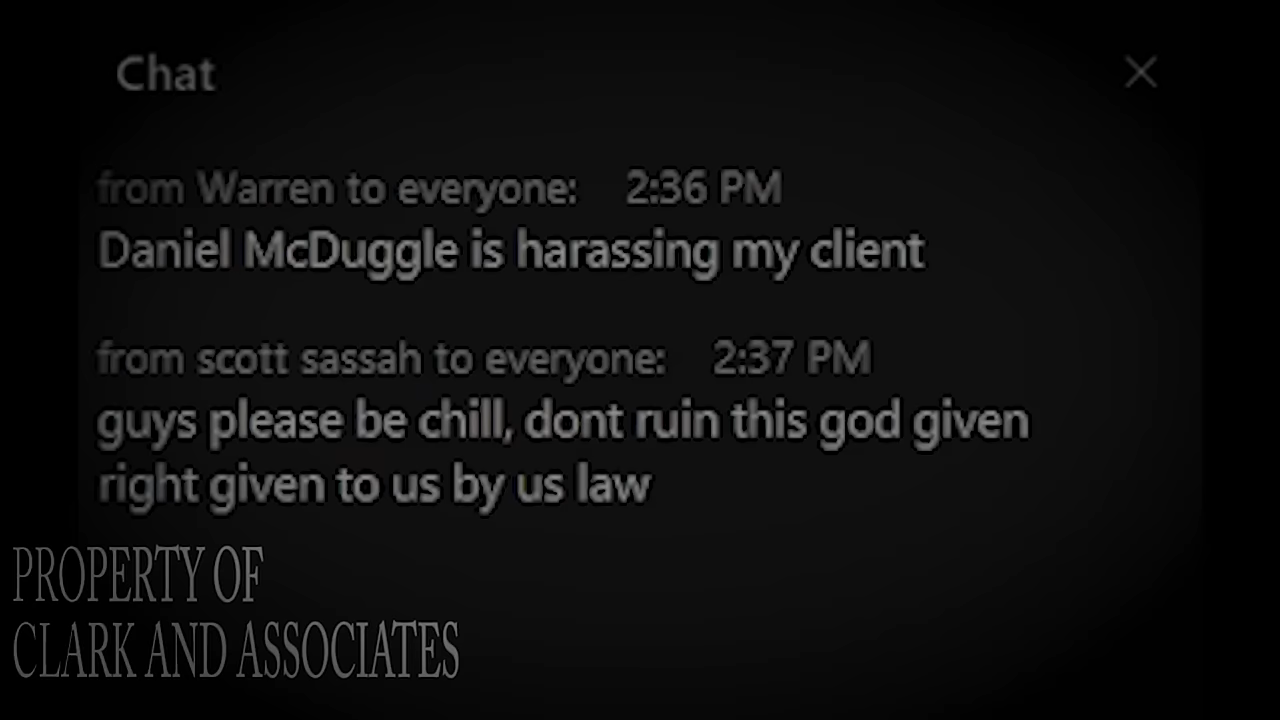 Chat
from Warren to everyone: 2:36 PM
Daniel McDuggle is harassing my client
from scott sassah to everyone: 2:37 PM
guys please be chill, dont ruin this god given
right given to us by us law
PROPERTY OF
CLARK AND ASSOCIATES